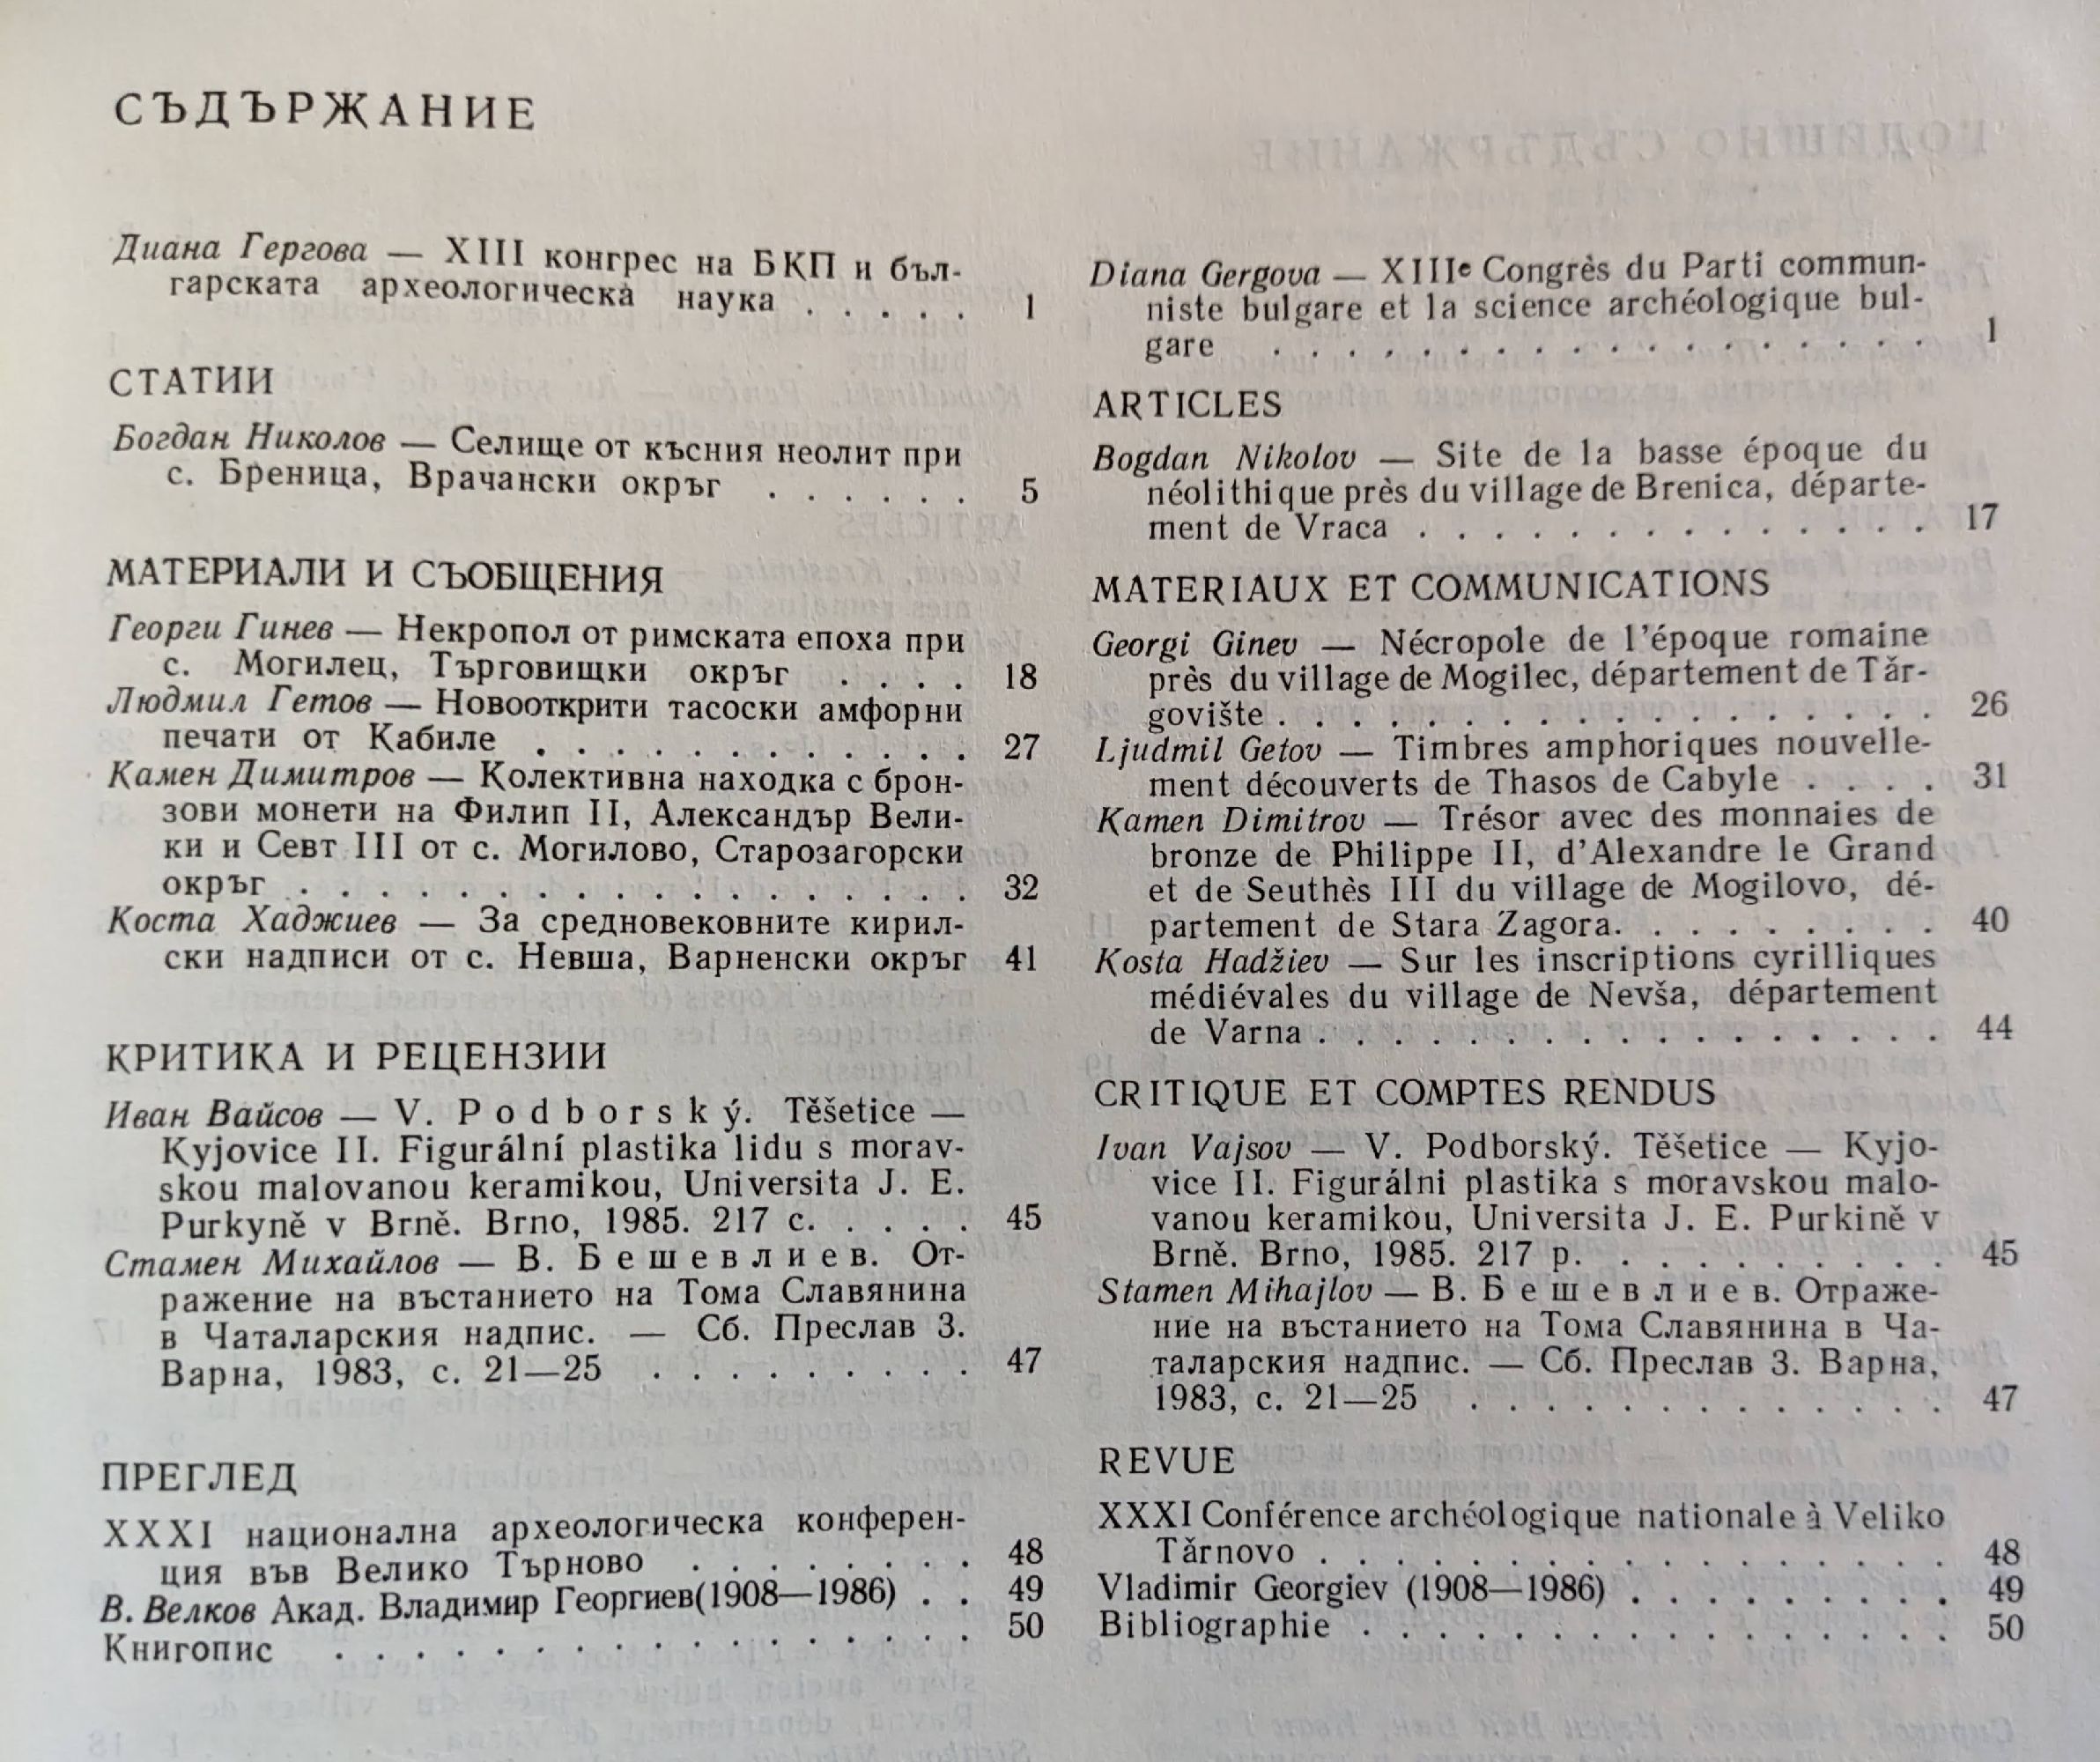 СЪДЪРЖАНИЕ
Диана Гергова — XIII конгрес на БКП и бъл-
гарската археологическа наука . . . . . 1
СТАТИИ
Богдан Николов — Селище от късния неолит при
с. Бреница, Врачански окръг . . . . . . 5
МАТЕРИАЛИ И СЪОБЩЕНИЯ
Георги Гинев — Некропол от римската епоха при
с. Могилец, Търговищки окръг . . . . 18
Людмил Гетов — Новооткрити тасоски амфорни
печати от Кабиле . . . . . . . . . . . . 27
Камен Димитров — Колективна находка с брон-
зови монети на Филип II, Александър Вели-
ки и Севт III от с. Могилово, Старозагорски
окръг . . . . . . . . . . . . . . . . . 32
Коста Хаджиев — За средновековните кирил-
ски надписи от с. Невша, Варненски окръг 41
КРИТИКА И РЕЦЕНЗИИ
Иван Вайсов — V. P o d b o r s k ý. Těšetice —
Kyjovice II. Figurální plastika lidu s morav-
skou malovanou keramikou, Universita J. E.
Purkyně v Brně. Brno, 1985. 217 с. . . . . 45
Стамен Михайлов — В. Б е ш е в л и е в. От-
ражение на въстанието на Тома Славянина
в Чаталарския надпис. — Сб. Преслав 3.
Варна, 1983, с. 21—25 . . . . . . . . . 47
ПРЕГЛЕД
XXXI национална археологическа конферен-
ция във Велико Търново . . . . . . . . 48
В. Велков Акад. Владимир Георгиев(1908—1986) . . 49
Книгопис . . . . . . . . . . . . . . . . 50
Diana Gergova — XIIIe Congrès du Parti commun-
niste bulgare et la science archéologique bul-
gare . . . . . . . . . . . . . . . . . . 1
ARTICLES
Bogdan Nikolov — Site de la basse époque du
néolithique près du village de Brenica, départe-
ment de Vraca . . . . . . . . . . . . . . 17
MATERIAUX ET COMMUNICATIONS
Georgi Ginev — Nécropole de l'époque romaine
près du village de Mogilec, département de Tăr-
govište . . . . . . . . . . . . . . . . . . 26
Ljudmil Getov — Timbres amphoriques nouvelle-
ment découverts de Thasos de Cabyle . . . . 31
Kamen Dimitrov — Trésor avec des monnaies de
bronze de Philippe II, d'Alexandre le Grand
et de Seuthès III du village de Mogilovo, dé-
partement de Stara Zagora. . . . . . . . . 40
Kosta Hadžiev — Sur les inscriptions cyrilliques
médiévales du village de Nevša, département
de Varna . . . . . . . . . . . . . . . . . 44
CRITIQUE ET COMPTES RENDUS
Ivan Vajsov — V. Podborský. Těšetice — Kyjo-
vice II. Figurálni plastika s moravskou malo-
vanou keramikou, Universita J. E. Purkině v
Brně. Brno, 1985. 217 p. . . . . . . . . . . 45
Stamen Mihajlov — В. Б е ш е в л и е в. Отраже-
ние на въстанието на Тома Славянина в Ча-
таларския надпис. — Сб. Преслав 3. Варна,
1983, с. 21—25 . . . . . . . . . . . . . 47
REVUE
XXXI Conférence archéologique nationale à Veliko
Tărnovo . . . . . . . . . . . . . . . . . 48
Vladimir Georgiev (1908—1986) . . . . . . . . . 49
Bibliographie . . . . . . . . . . . . . . . . 50